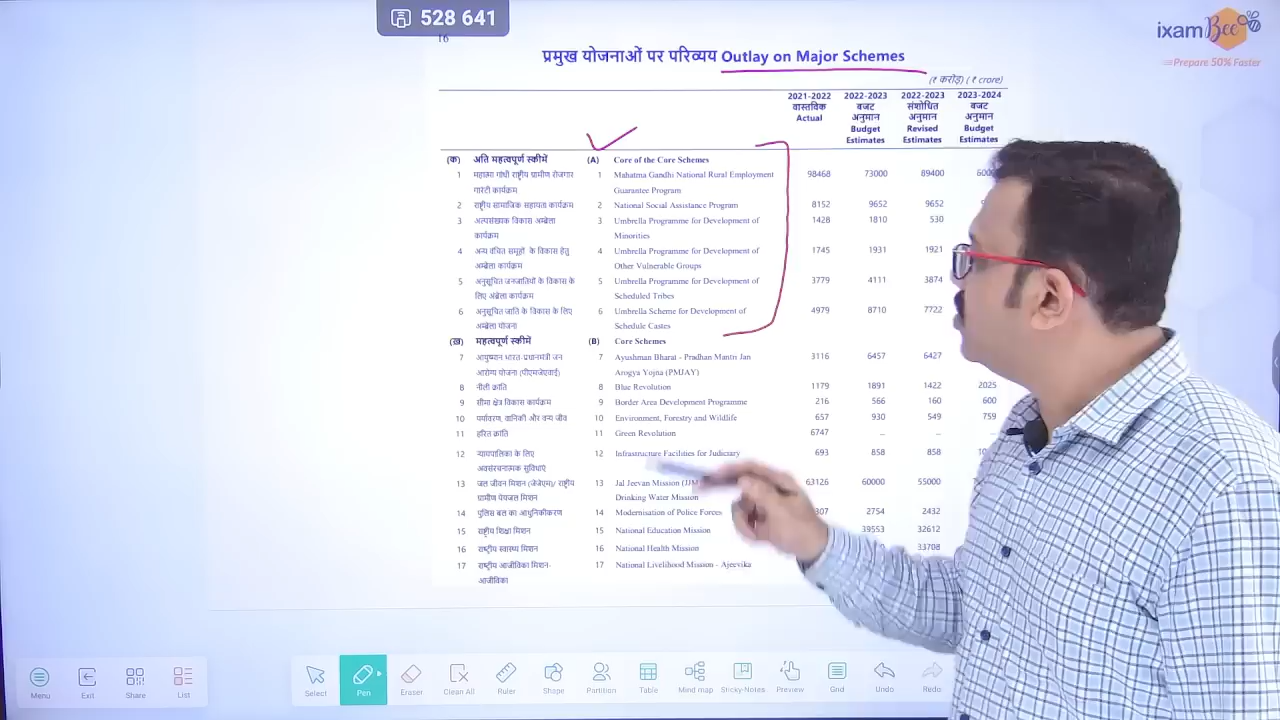 528 641
ixamBee
Prepare 50% Faster
16
प्रमुख योजनाओं पर परिव्यय Outlay on Major Schemes
(₹ करोड़) (₹ crore)
2021-2022 2022-2023 2022-2023 2023-2024
वास्तविक बजट संशोधित बजट
Actual अनुमान अनुमान अनुमान
Budget Revised Budget
Estimates Estimates Estimates
(क) अति महत्वपूर्ण स्कीमें (A) Core of the Core Schemes
1 महात्मा गांधी राष्ट्रीय ग्रामीण रोजगार 1 Mahatma Gandhi National Rural Employment 98468 73000 89400
गारंटी कार्यक्रम Guarantee Program
2 राष्ट्रीय सामाजिक सहायता कार्यक्रम 2 National Social Assistance Program 8152 9652 9652
3 अल्पसंख्यक विकास अम्ब्रेला 3 Umbrella Programme for Development of 1428 1810 530
कार्यक्रम Minorities
4 अन्य वंचित समूहों के विकास हेतु 4 Umbrella Programme for Development of 1745 1931 1921
अम्ब्रेला कार्यक्रम Other Vulnerable Groups
5 अनुसूचित जनजातियों के विकास के 5 Umbrella Programme for Development of 3779 4111 3874
लिए अंब्रेला कार्यक्रम Scheduled Tribes
6 अनुसूचित जाति के विकास के लिए 6 Umbrella Scheme for Development of 4979 8710 7722
अम्ब्रेला योजना Schedule Castes
(ख) महत्वपूर्ण स्कीमें (B) Core Schemes
7 आयुष्मान भारत-प्रधानमंत्री जन 7 Ayushman Bharat - Pradhan Mantri Jan 3116 6457 6427
आरोग्य योजना (पीएमजेएवाई) Arogya Yojna (PMJAY)
8 नीली क्रांति 8 Blue Revolution 1179 1891 1422 2025
9 सीमा क्षेत्र विकास कार्यक्रम 9 Border Area Development Programme 216 566 160 600
10 पर्यावरण, वानिकी और वन्य जीव 10 Environment, Forestry and Wildlife 657 930 549 759
11 हरित क्रांति 11 Green Revolution 6747 ... ...
12 न्यायपालिका के लिए 12 Infrastructure Facilities for Judiciary 693 858 858
अवसंरचनात्मक सुविधाएं
13 जल जीवन मिशन (जेजेएम)/ राष्ट्रीय 13 Jal Jeevan Mission (JJM) 63126 60000 55000
ग्रामीण पेयजल मिशन Drinking Water Mission
14 पुलिस बल का आधुनिकीकरण 14 Modernisation of Police Forces 2754 2432
15 राष्ट्रीय शिक्षा मिशन 15 National Education Mission 39553 32612
16 राष्ट्रीय स्वास्थ्य मिशन 16 National Health Mission 33708
17 राष्ट्रीय आजीविका मिशन- 17 National Livelihood Mission - Ajeevika
आजीविका
Menu Exit Share List Select Pen Eraser Clean All Ruler Shape Partition Table Mind map Sticky-Notes Preview Grid Undo Redo